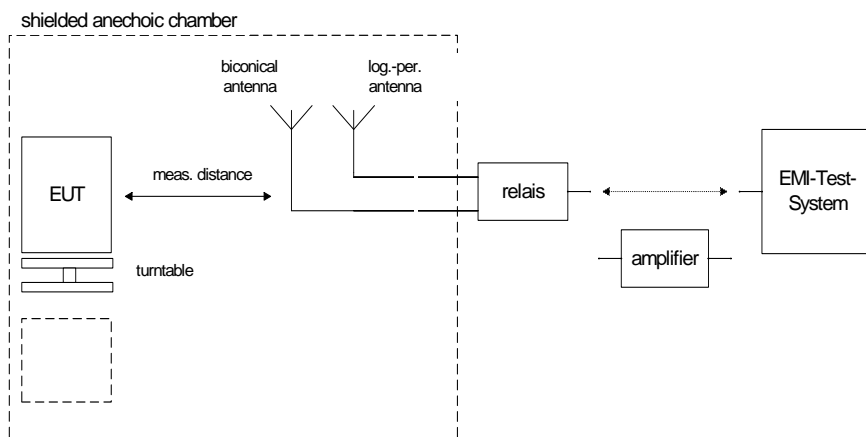 shielded anechoic chamber
biconical
antenna
log.-per.
antenna
EUT
meas. distance
relais
EMI-Test-
System
amplifier
turntable